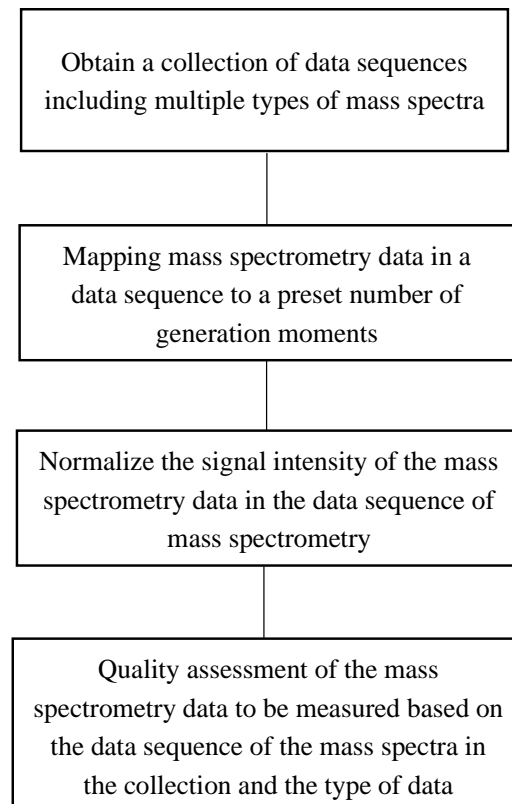 Obtain a collection of data sequences
including multiple types of mass spectra
Mapping mass spectrometry data in a
data sequence to a preset number of
generation moments
Normalize the signal intensity of the mass
spectrometry data in the data sequence of
mass spectrometry
Quality assessment of the mass
spectrometry data to be measured based on
the data sequence of the mass spectra in
the collection and the type of data